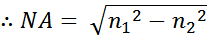 ∴ NA = √(n₁² − n₂²)